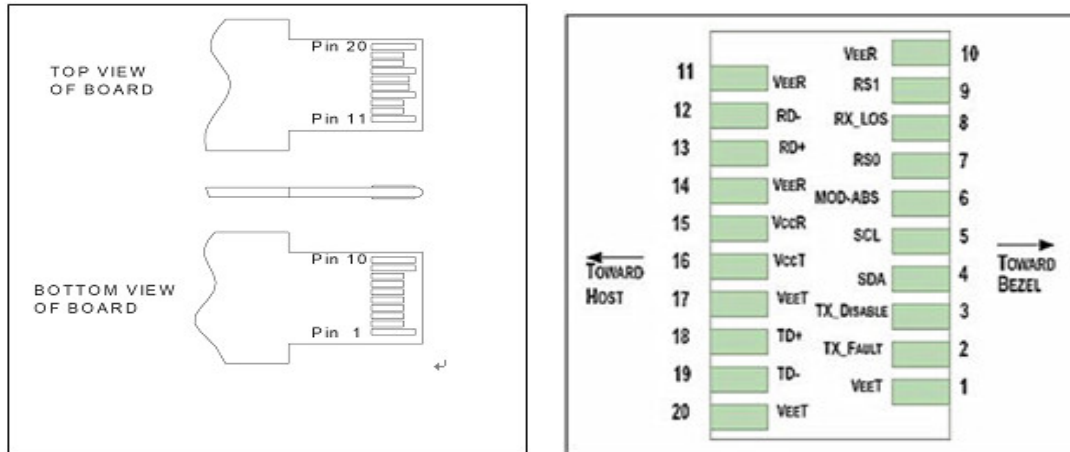 TOP VIEW
OF BOARD
Pin 20
Pin 11
BOTTOM VIEW
OF BOARD
Pin 10
Pin 1
VEER 10
11 VEER
RS1 9
12 RD-
RX_LOS 8
13 RD+
RS0 7
14 VEER
MOD-ABS 6
15 VCCR
SCL 5
16 VCCT
SDA 4
17 VEET
TX_DISABLE 3
18 TD+
TX_FAULT 2
19 TD-
VEET 1
20 VEET
TOWARD
HOST
TOWARD
BEZEL